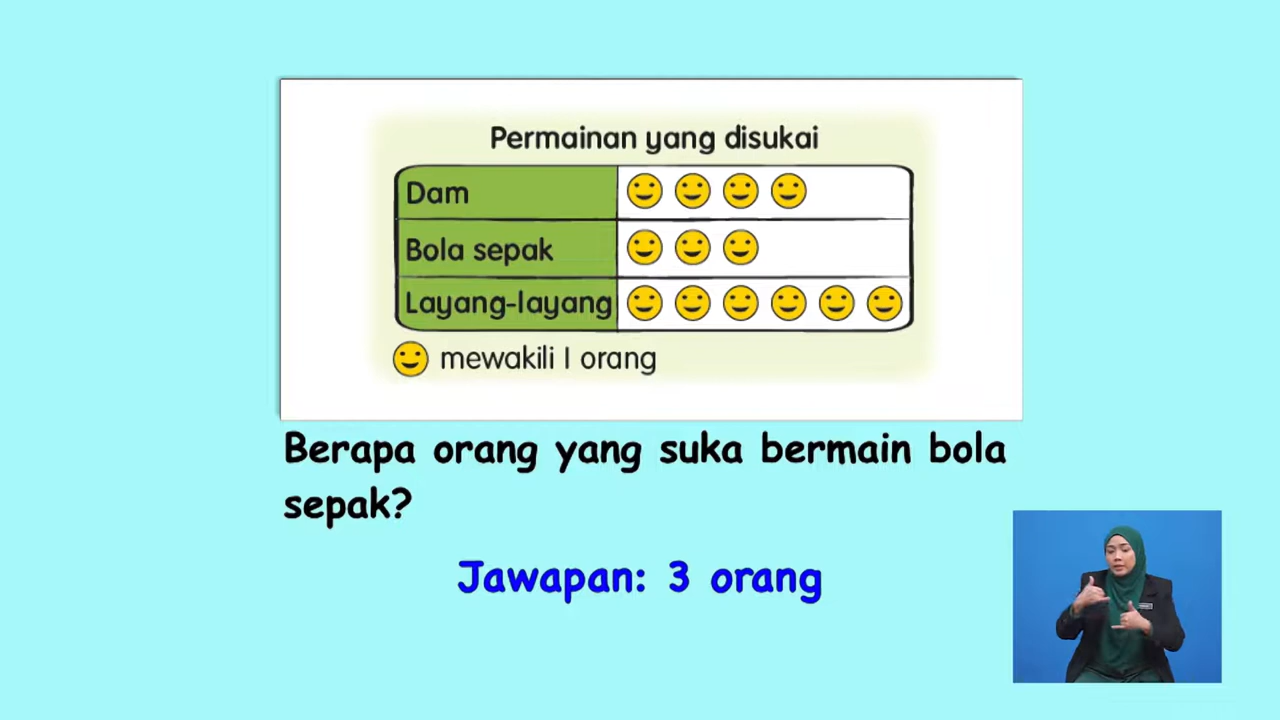 Permainan yang disukai
Dam
Bola sepak
Layang-layang
mewakili 1 orang
Berapa orang yang suka bermain bola
sepak?
Jawapan: 3 orang